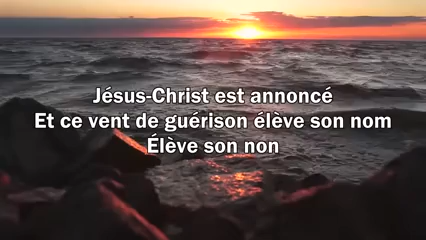 Jésus-Christ est annoncé
Et ce vent de guérison élève son nom
Élève son non